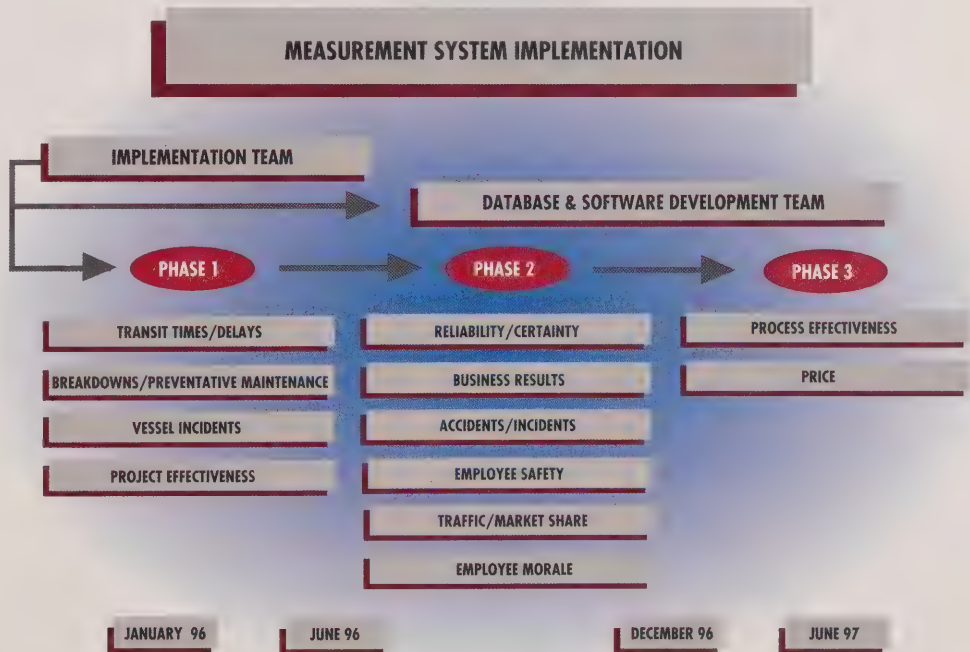 MEASUREMENT SYSTEM IMPLEMENTATION
IMPLEMENTATION TEAM
DATABASE & SOFTWARE DEVELOPMENT TEAM
PHASE 1
PHASE 2
PHASE 3
TRANSIT TIMES/DELAYS
BREAKDOWNS/PREVENTATIVE MAINTENANCE
VESSEL INCIDENTS
PROJECT EFFECTIVENESS
RELIABILITY/CERTAINTY
BUSINESS RESULTS
ACCIDENTS/INCIDENTS
EMPLOYEE SAFETY
TRAFFIC/MARKET SHARE
EMPLOYEE MORALE
PROCESS EFFECTIVENESS
PRICE
JANUARY 96
JUNE 96
DECEMBER 96
JUNE 97